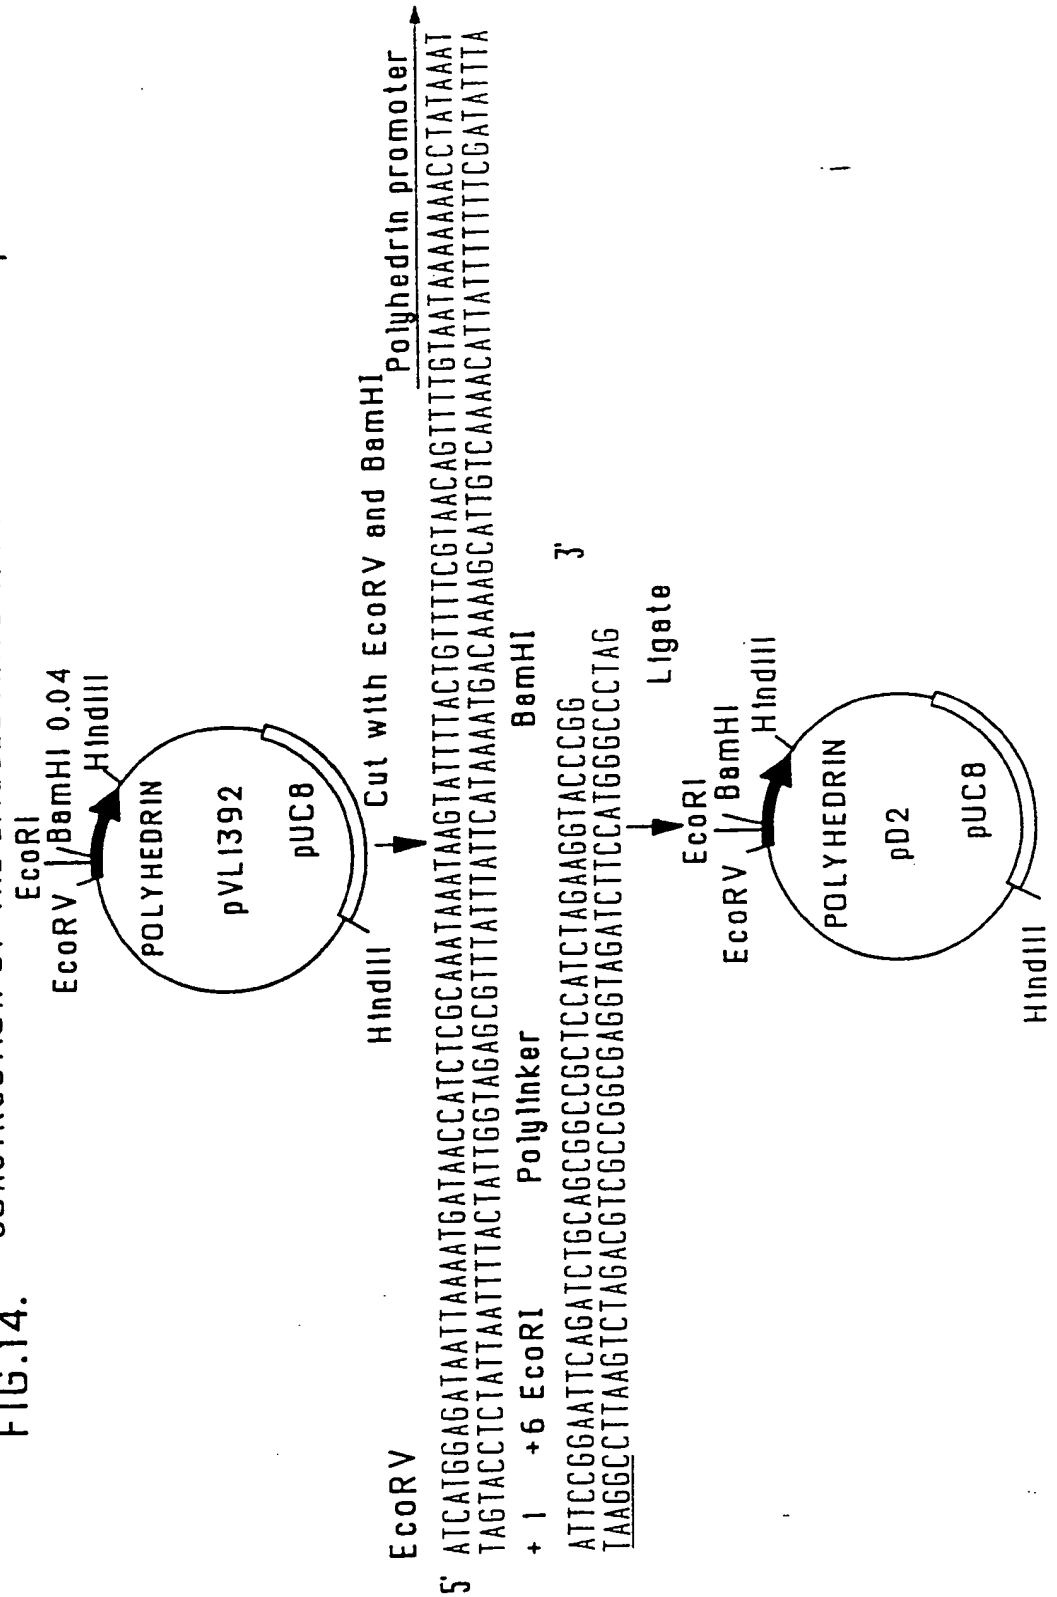 FIG.14.
EcoRI
EcoRV
BamHI 0.04
HindIII
POLYHEDRIN
pVL1392
pUC8
HindIII
Cut with EcoRV and BamHI
EcoRV
Polyhedrin promoter
5' ATCATGGAGATAATTAAAATGATAACCATCTCGCAAATAAATAAGTATTTTACTGTTTTCGTAACAGTTTTGTAATAAAAAAACCTATAAAT
TAGTACCTCTATTAATTTTACTATTGGTAGAGCGTTTATTTATTCATAAAATGACAAAAGCATTGTCAAAACATTATTTTTTTCGATATTTA
+ 1 +6 EcoRI Polylinker BamHI
ATTCCGGAATTCAGATCTGCAGCGGCCGCTCCATCTAGAAGGTACCCGG 3'
TAAGGCCTTAAGTCTAGACGTCGCCGGCGAGGTAGATCTTCCATGGGCCCTAG
Ligate
EcoRI
EcoRV
BamHI
HindIII
POLYHEDRIN
pD2
pUC8
HindIII